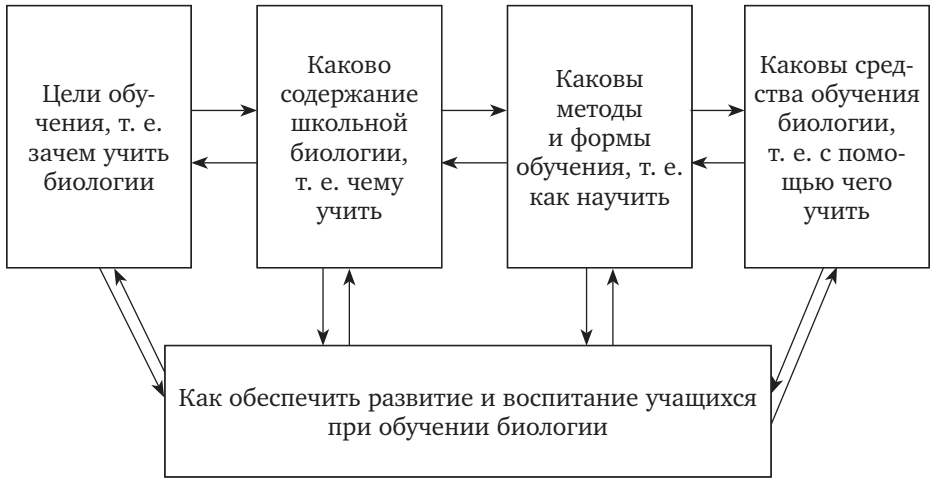 Цели обу-
чения, т. е.
зачем учить
биологии
Каково
содержание
школьной
биологии,
т. е. чему
учить
Каковы
методы
и формы
обучения, т. е.
как научить
Каковы сред-
ства обучения
биологии,
т. е. с помо-
щью чего
учить
Как обеспечить развитие и воспитание учащихся
при обучении биологии